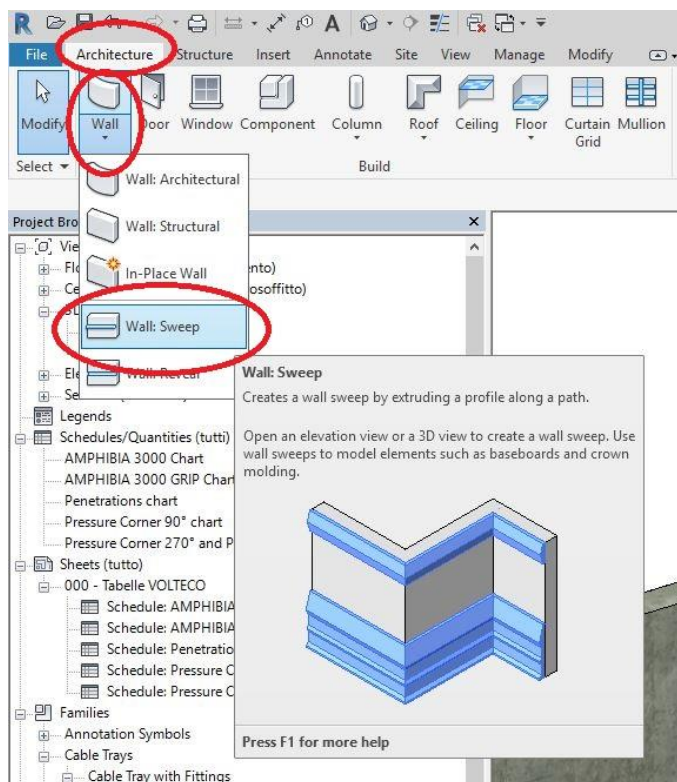 R
A
File Architecture Structure Insert Annotate Site View Manage Modify
Modify Wall Door Window Component Column Roof Ceiling Floor Curtain Grid Mullion
Select Build
Wall: Architectural
Wall: Structural
In-Place Wall
Wall: Sweep
Wall: Reveal
Project Bro
Vie
Flo
nto)
Ce
osoffitto)
3D
Ele
Se
Legends
Schedules/Quantities (tutti)
AMPHIBIA 3000 Chart
AMPHIBIA 3000 GRIP Chart
Penetrations chart
Pressure Corner 90° chart
Pressure Corner 270° and P
Sheets (tutto)
000 - Tabelle VOLTECO
Schedule: AMPHIBIA
Schedule: AMPHIBIA
Schedule: Penetratio
Schedule: Pressure C
Schedule: Pressure C
Families
Annotation Symbols
Cable Trays
Cable Tray with Fittings
Wall: Sweep
Creates a wall sweep by extruding a profile along a path.
Open an elevation view or a 3D view to create a wall sweep. Use
wall sweeps to model elements such as baseboards and crown
molding.
Press F1 for more help